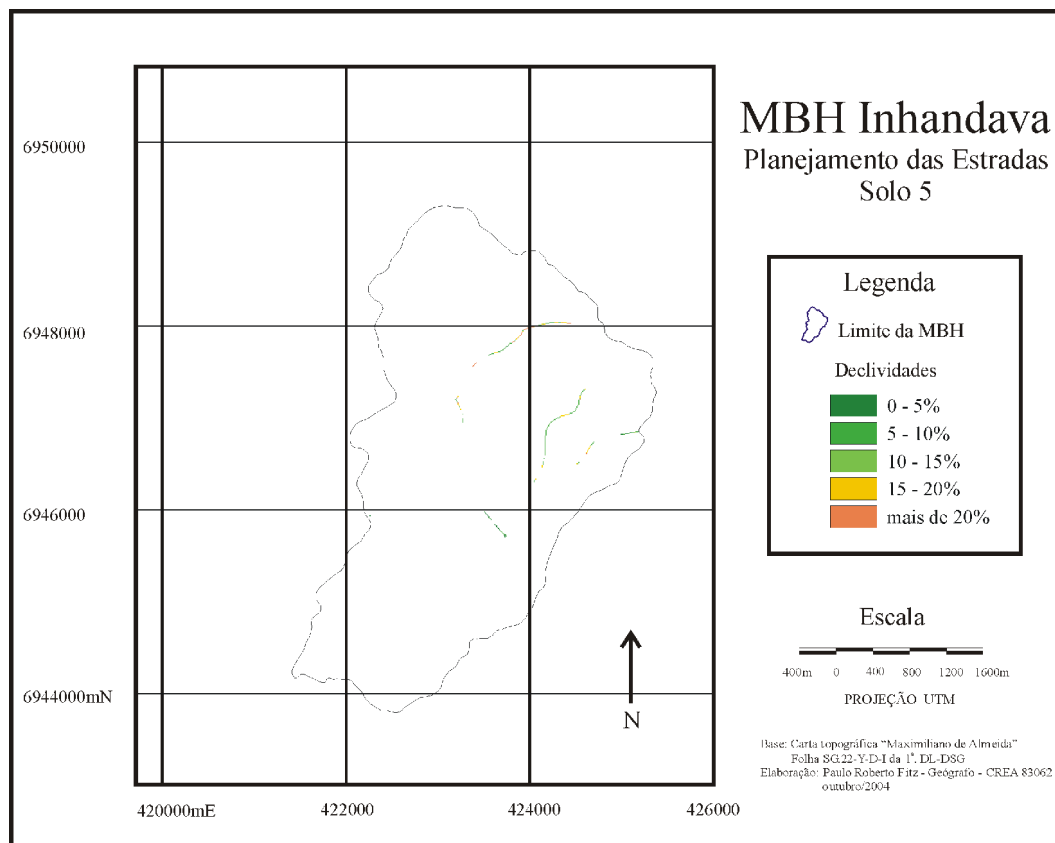 MBH Inhandava
Planejamento das Estradas
Solo 5
6950000
6948000
6946000
6944000mN
420000mE
422000
424000
426000
N
Legenda
Limite da MBH
Declividades
0 - 5%
5 - 10%
10 - 15%
15 - 20%
mais de 20%
Escala
400m 0 400 800 1200 1600m
PROJEÇÃO UTM
Base: Carta topográfica “Maximiliano de Almeida”
Folha SG.22-Y-D-I da 1ª. DL-DSG
Elaboração: Paulo Roberto Fitz - Geógrafo - CREA 83062
outubro/2004